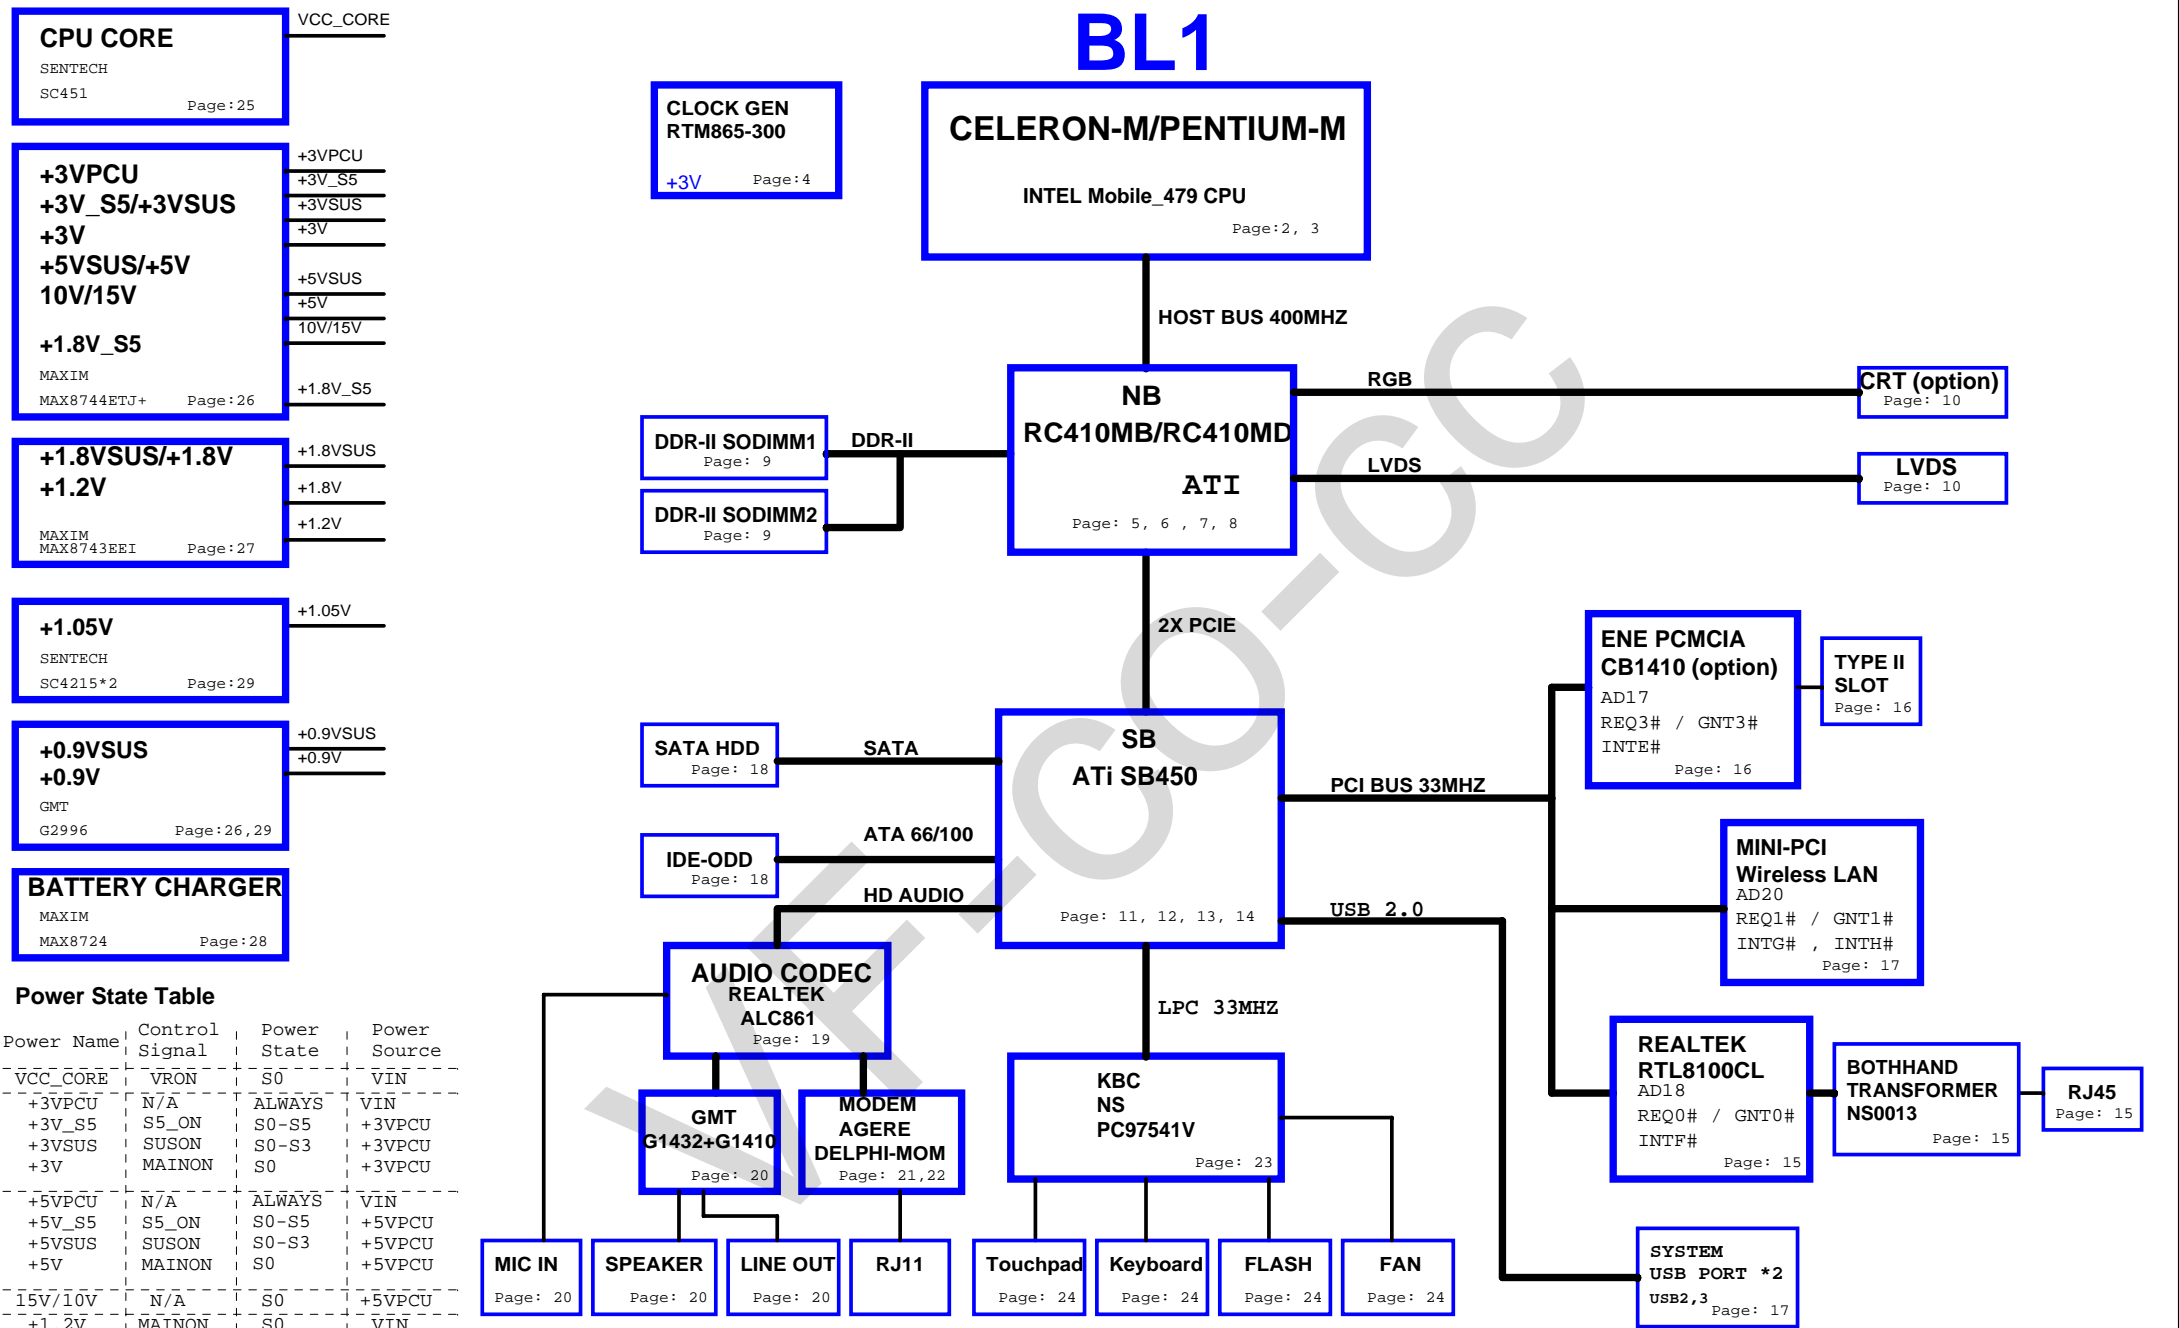 BL1
CPU CORE
SENTECH
SC451
Page:25
VCC_CORE
+3VPCU
+3V_S5/+3VSUS
+3V
+5VSUS/+5V
10V/15V
+1.8V_S5
MAXIM
MAX8744ETJ+
Page:26
+3VPCU
+3V_S5
+3VSUS
+3V
+5VSUS
+5V
10V/15V
+1.8V_S5
+1.8VSUS/+1.8V
+1.2V
MAXIM
MAX8743EEI
Page:27
+1.8VSUS
+1.8V
+1.2V
+1.05V
SENTECH
SC4215*2
Page:29
+1.05V
+0.9VSUS
+0.9V
GMT
G2996
Page:26,29
+0.9VSUS
+0.9V
BATTERY CHARGER
MAXIM
MAX8724
Page:28
Power State Table
Power Name Control Signal Power State Power Source
VCC_CORE VRON S0 VIN
+3VPCU N/A ALWAYS VIN
+3V_S5 S5_ON S0-S5 +3VPCU
+3VSUS SUSON S0-S3 +3VPCU
+3V MAINON S0 +3VPCU
+5VPCU N/A ALWAYS VIN
+5V_S5 S5_ON S0-S5 +5VPCU
+5VSUS SUSON S0-S3 +5VPCU
+5V MAINON S0 +5VPCU
15V/10V N/A S0 +5VPCU
+1.2V MAINON S0 VIN
CLOCK GEN
RTM865-300
+3V
Page:4
CELERON-M/PENTIUM-M
INTEL Mobile_479 CPU
Page:2, 3
HOST BUS 400MHZ
NB
RC410MB/RC410MD
ATI
Page: 5, 6 , 7, 8
DDR-II SODIMM1
Page: 9
DDR-II
DDR-II SODIMM2
Page: 9
RGB
CRT (option)
Page: 10
LVDS
LVDS
Page: 10
2X PCIE
SB
ATi SB450
Page: 11, 12, 13, 14
SATA HDD
Page: 18
SATA
IDE-ODD
Page: 18
ATA 66/100
HD AUDIO
PCI BUS 33MHZ
USB 2.0
ENE PCMCIA
CB1410 (option)
AD17
REQ3# / GNT3#
INTE#
Page: 16
TYPE II
SLOT
Page: 16
MINI-PCI
Wireless LAN
AD20
REQ1# / GNT1#
INTG# , INTH#
Page: 17
REALTEK
RTL8100CL
AD18
REQ0# / GNT0#
INTF#
Page: 15
BOTHHAND
TRANSFORMER
NS0013
Page: 15
RJ45
Page: 15
AUDIO CODEC
REALTEK
ALC861
Page: 19
GMT
G1432+G1410
Page: 20
MODEM
AGERE
DELPHI-MOM
Page: 21,22
LPC 33MHZ
KBC
NS
PC97541V
Page: 23
MIC IN
Page: 20
SPEAKER
Page: 20
LINE OUT
Page: 20
RJ11
Touchpad
Page: 24
Keyboard
Page: 24
FLASH
Page: 24
FAN
Page: 24
SYSTEM
USB PORT *2
USB2,3
Page: 17
VF-CO-CC